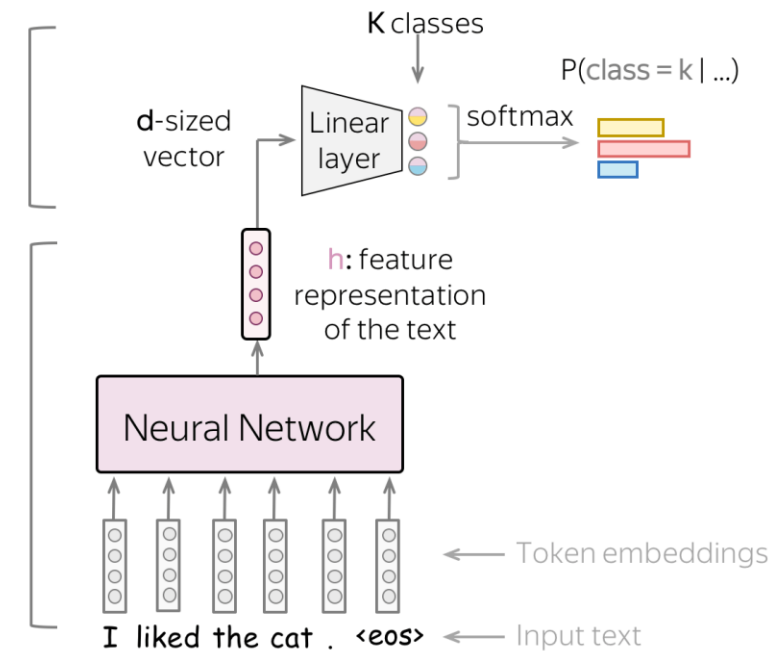 K classes
P(class = k | ...)
d-sized
vector
Linear
layer
softmax
h: feature
representation
of the text
Neural Network
Token embeddings
I liked the cat . <eos>
Input text